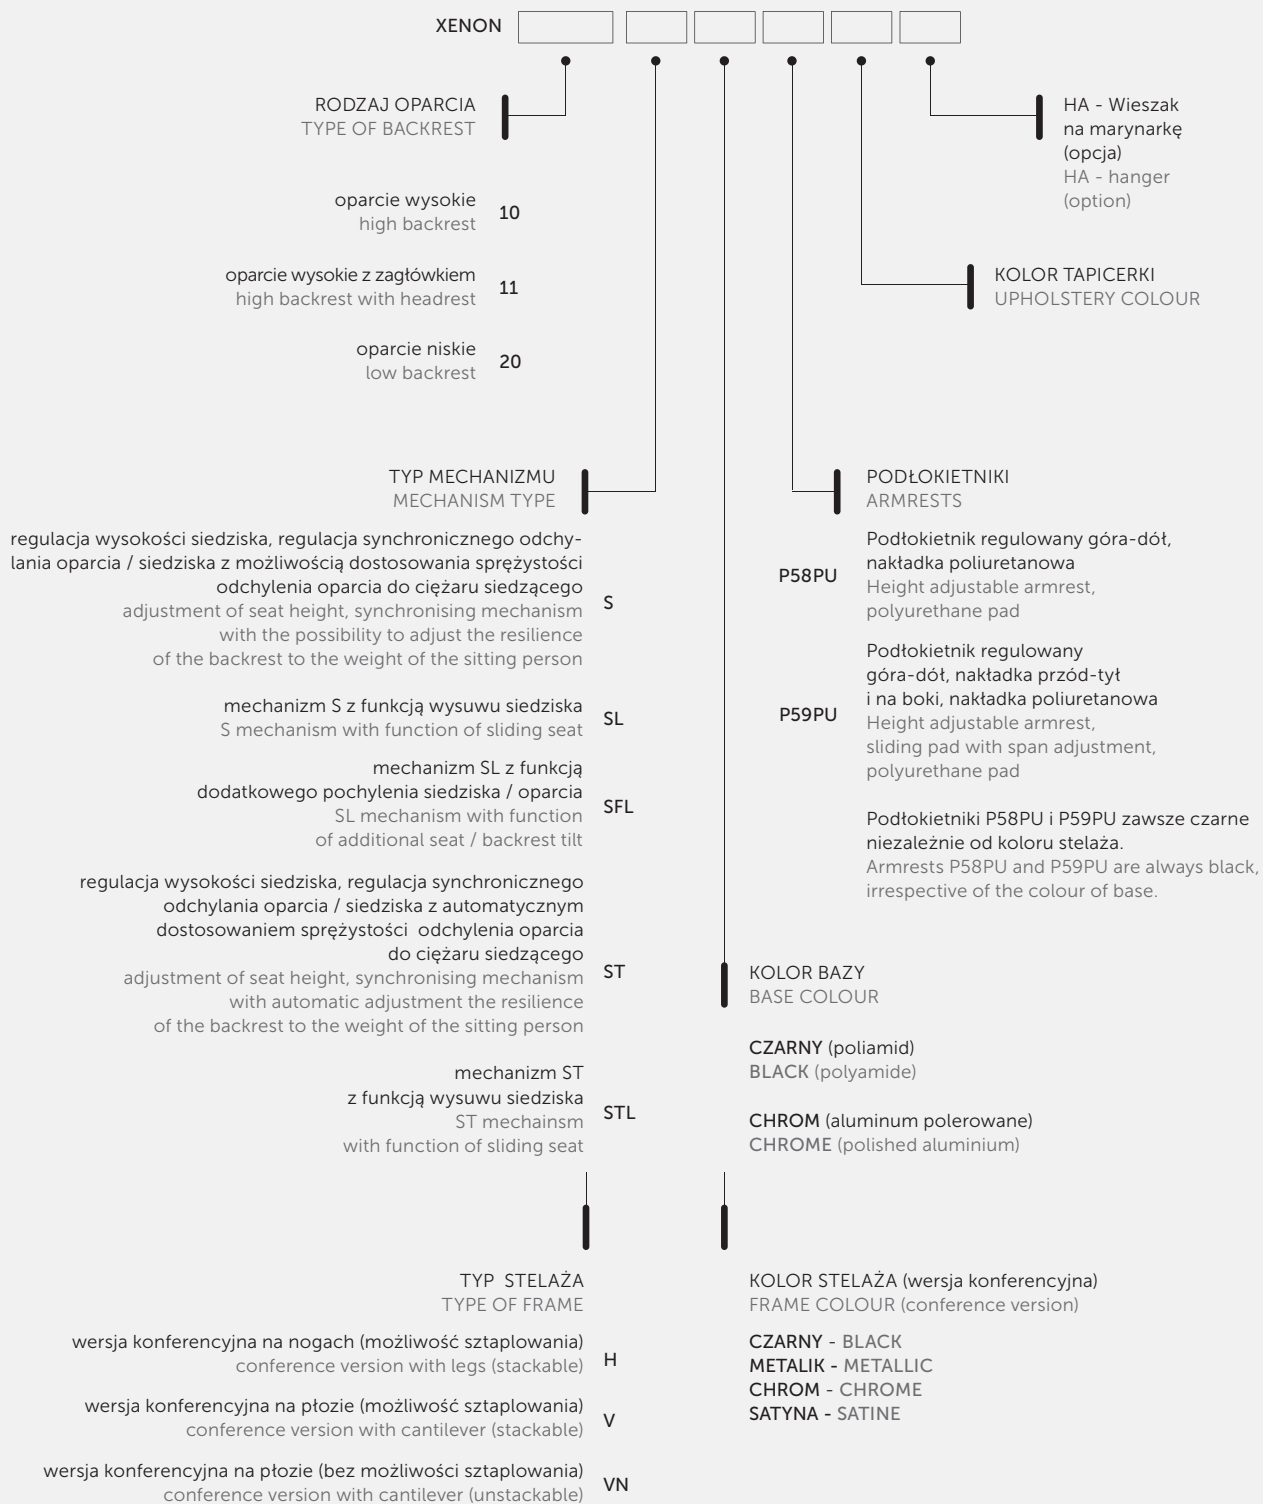 XENON
RODZAJ OPARCIA
TYPE OF BACKREST
oparcie wysokie
high backrest
10
oparcie wysokie z zagłówkiem
high backrest with headrest
11
oparcie niskie
low backrest
20
HA - Wieszak
na marynarkę
(opcja)
HA - hanger
(option)
KOLOR TAPICERKI
UPHOLSTERY COLOUR
TYP MECHANIZMU
MECHANISM TYPE
regulacja wysokości siedziska, regulacja synchronicznego odchy-
lania oparcia / siedziska z możliwością dostosowania sprężystości
odchylenia oparcia do ciężaru siedzącego
adjustment of seat height, synchronising mechanism
with the possibility to adjust the resilience
of the backrest to the weight of the sitting person
S
mechanizm S z funkcją wysuwu siedziska
S mechanism with function of sliding seat
SL
mechanizm SL z funkcją
dodatkowego pochylenia siedziska / oparcia
SL mechanism with function
of additional seat / backrest tilt
SFL
regulacja wysokości siedziska, regulacja synchronicznego
odchylania oparcia / siedziska z automatycznym
dostosowaniem sprężystości odchylenia oparcia
do ciężaru siedzącego
adjustment of seat height, synchronising mechanism
with automatic adjustment the resilience
of the backrest to the weight of the sitting person
ST
mechanizm ST
z funkcją wysuwu siedziska
ST mechainsm
with function of sliding seat
STL
PODŁOKIETNIKI
ARMRESTS
P58PU
Podłokietnik regulowany góra-dół,
nakładka poliuretanowa
Height adjustable armrest,
polyurethane pad
P59PU
Podłokietnik regulowany
góra-dół, nakładka przód-tył
i na boki, nakładka poliuretanowa
Height adjustable armrest,
sliding pad with span adjustment,
polyurethane pad
Podłokietniki P58PU i P59PU zawsze czarne
niezależnie od koloru stelaża.
Armrests P58PU and P59PU are always black,
irrespective of the colour of base.
KOLOR BAZY
BASE COLOUR
CZARNY (poliamid)
BLACK (polyamide)
CHROM (aluminum polerowane)
CHROME (polished aluminium)
TYP STELAŻA
TYPE OF FRAME
wersja konferencyjna na nogach (możliwość sztaplowania)
conference version with legs (stackable)
H
wersja konferencyjna na płozie (możliwość sztaplowania)
conference version with cantilever (stackable)
V
wersja konferencyjna na płozie (bez możliwości sztaplowania)
conference version with cantilever (unstackable)
VN
KOLOR STELAŻA (wersja konferencyjna)
FRAME COLOUR (conference version)
CZARNY - BLACK
METALIK - METALLIC
CHROM - CHROME
SATYNA - SATINE